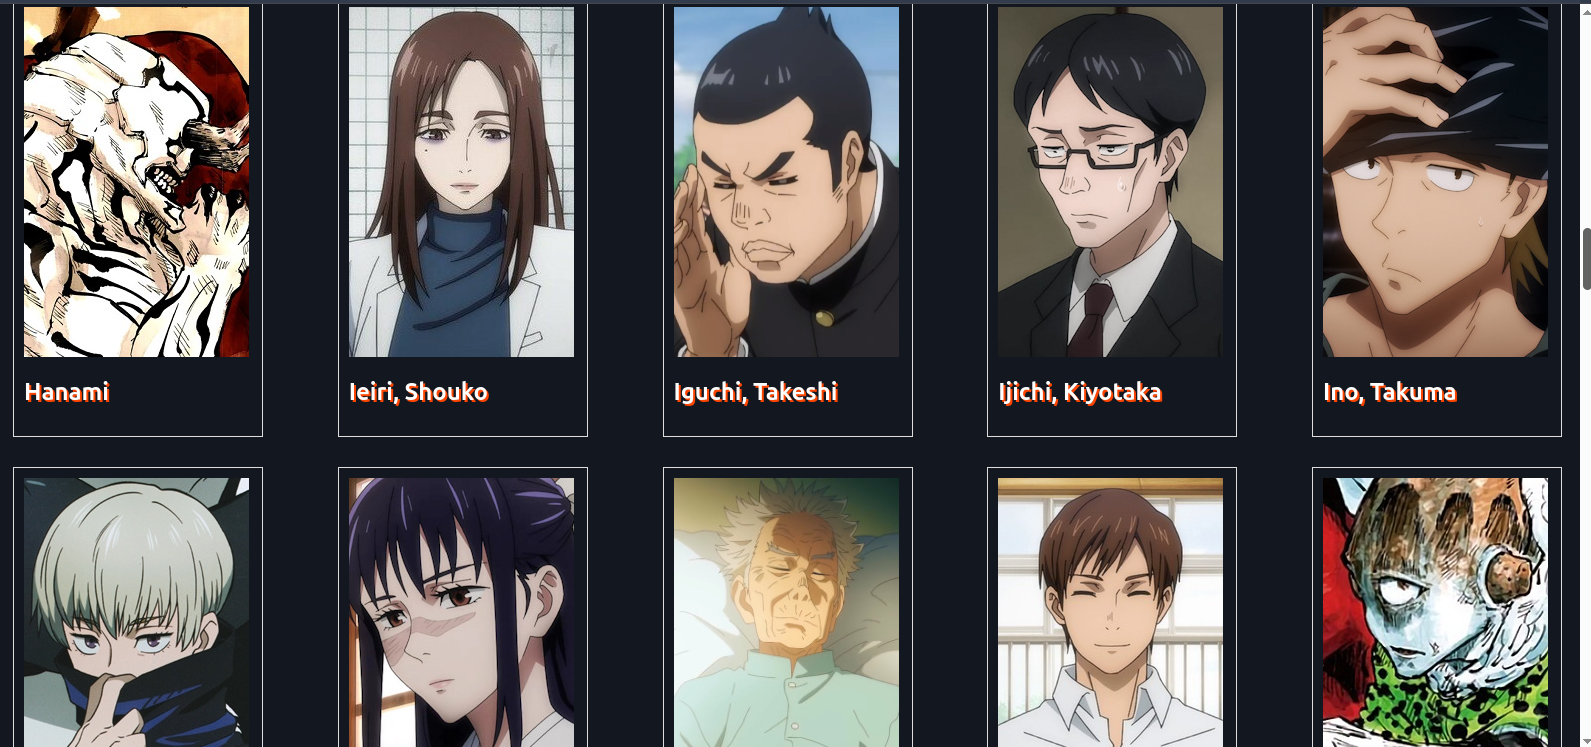 Hanami
Ieiri, Shouko
Iguchi, Takeshi
Ijichi, Kiyotaka
Ino, Takuma